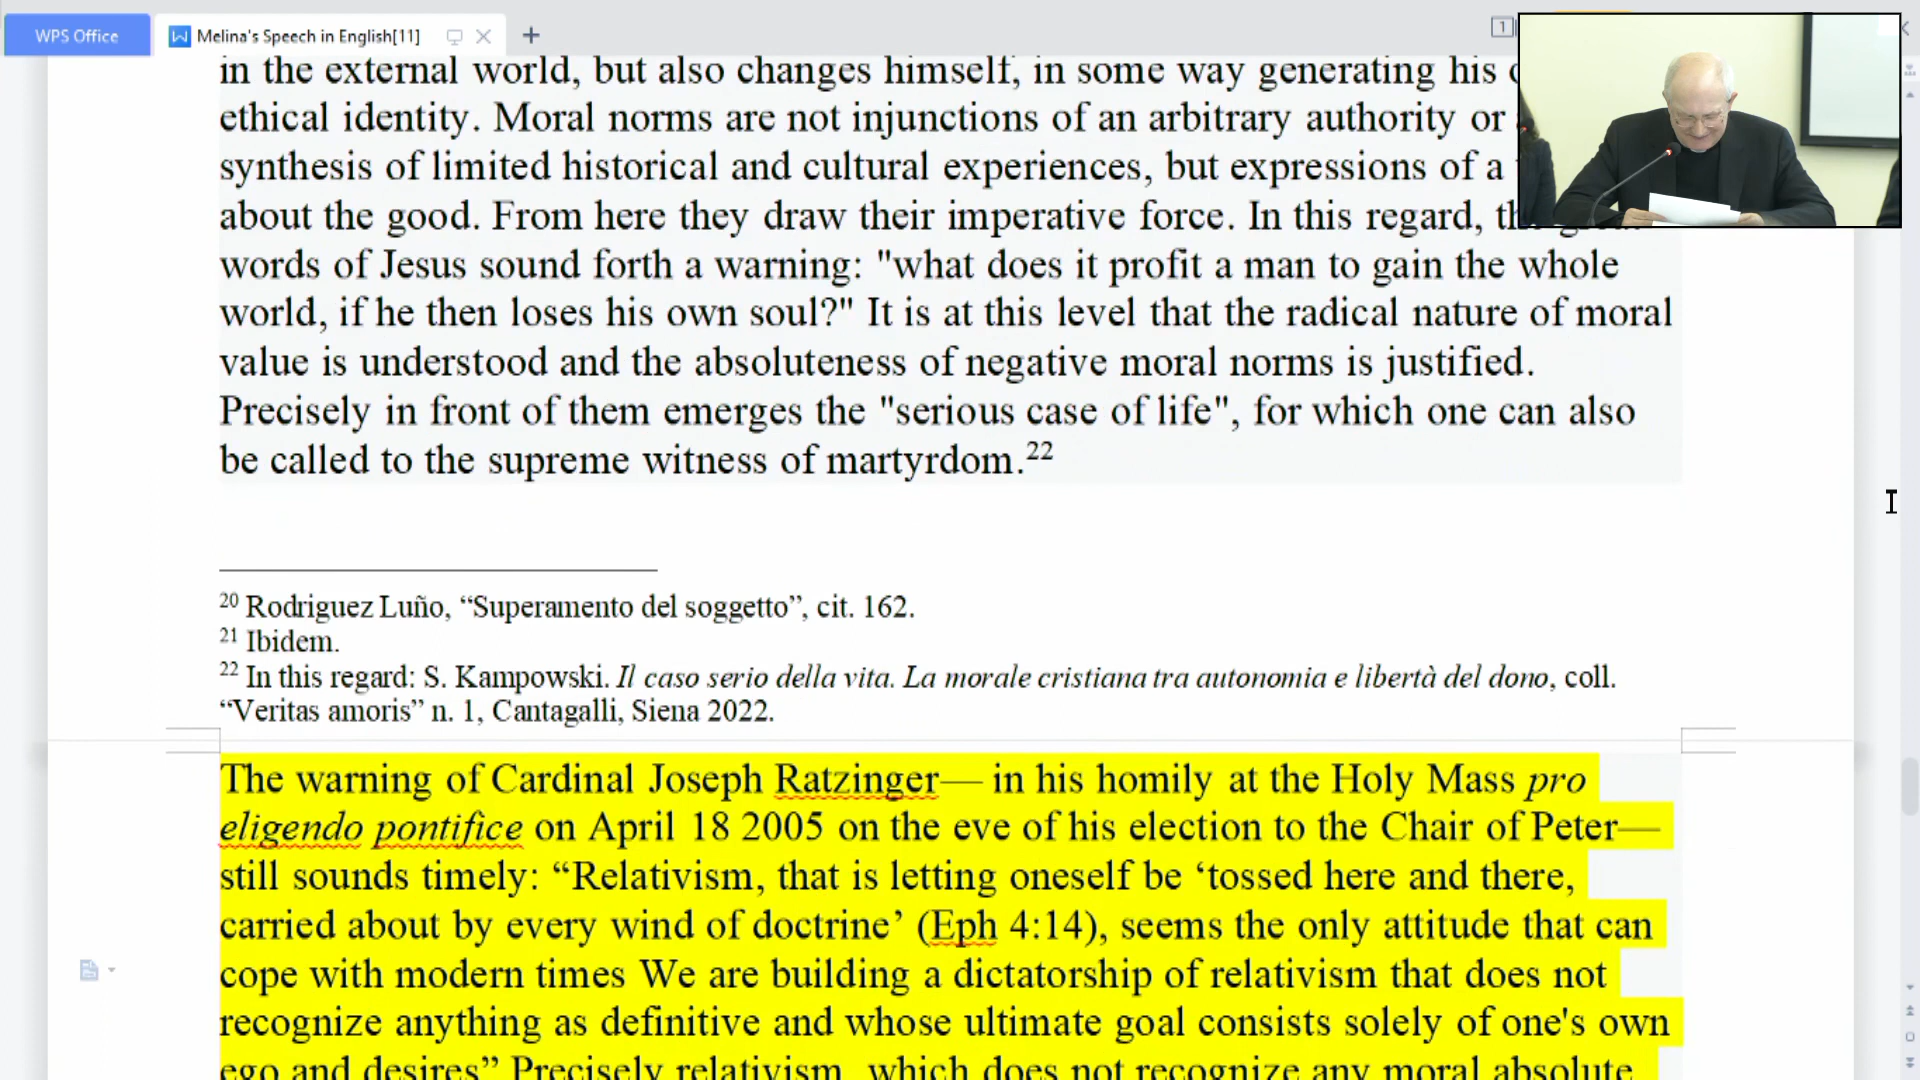 WPS Office
Melina's Speech in English[11]
1
in the external world, but also changes himself, in some way generating his
ethical identity. Moral norms are not injunctions of an arbitrary authority or
synthesis of limited historical and cultural experiences, but expressions of a
about the good. From here they draw their imperative force. In this regard,
words of Jesus sound forth a warning: "what does it profit a man to gain the whole
world, if he then loses his own soul?" It is at this level that the radical nature of moral
value is understood and the absoluteness of negative moral norms is justified.
Precisely in front of them emerges the "serious case of life", for which one can also
be called to the supreme witness of martyrdom.22
20 Rodriguez Luño, “Superamento del soggetto”, cit. 162.
21 Ibidem.
22 In this regard: S. Kampowski. Il caso serio della vita. La morale cristiana tra autonomia e libertà del dono, coll.
“Veritas amoris” n. 1, Cantagalli, Siena 2022.
The warning of Cardinal Joseph Ratzinger— in his homily at the Holy Mass pro
eligendo pontifice on April 18 2005 on the eve of his election to the Chair of Peter—
still sounds timely: “Relativism, that is letting oneself be ‘tossed here and there,
carried about by every wind of doctrine’ (Eph 4:14), seems the only attitude that can
cope with modern times We are building a dictatorship of relativism that does not
recognize anything as definitive and whose ultimate goal consists solely of one's own
ego and desires” Precisely relativism, which does not recognize any moral absolute